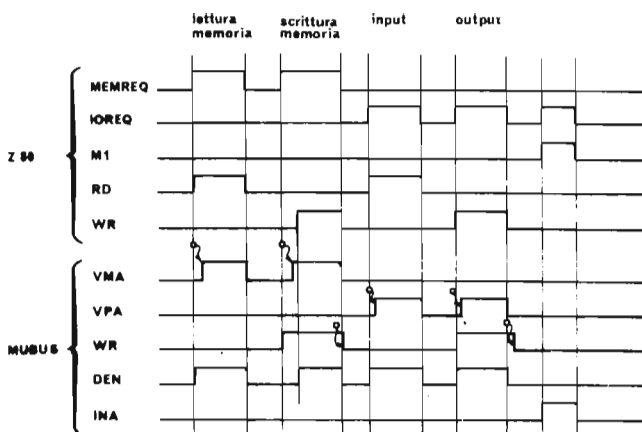 lettura memoria
scrittura memoria
input
output
Z 80
MEMREQ
IOREQ
M1
RD
WR
MUBUS
VMA
VPA
WR
DEN
INA